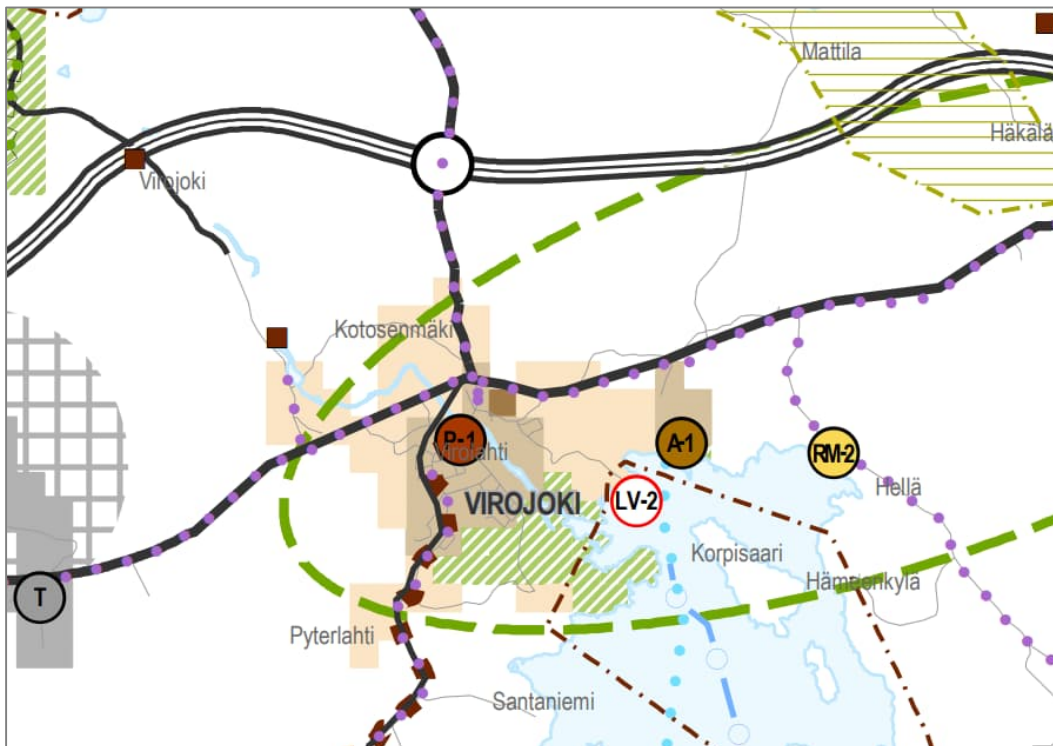 Mattila
Häkälä
Virojoki
Kotosenmäki
P-1
A-1
RM-2
Virolahti
Hellä
VIROJOKI
LV-2
Korpisaari
Hämeenkylä
T
Pyterlahti
Santaniemi